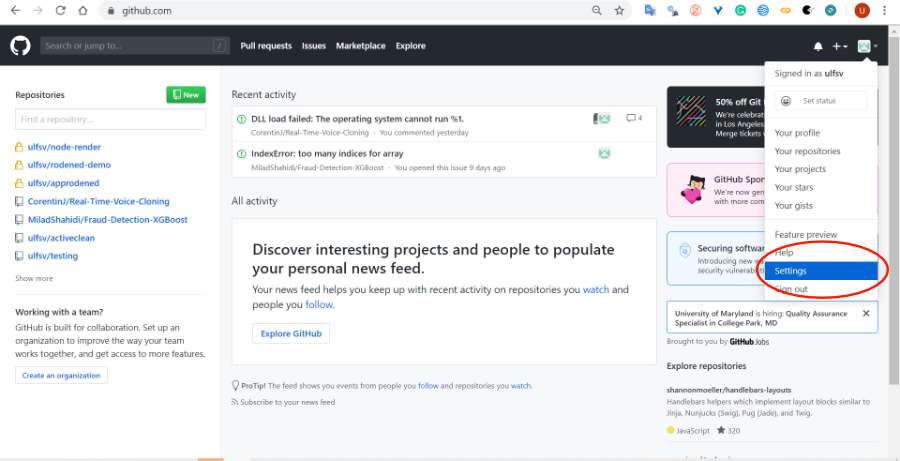 github.com
U
Search or jump to...
/
Pull requests
Issues
Marketplace
Explore
Signed in as ulfsv
Set status
Your profile
Your repositories
Your projects
Your stars
Your gists
Feature preview
Help
Settings
Sign out
Repositories
New
Find a repository...
ulfsv/node-render
ulfsv/rodened-demo
ulfsv/approdened
CorentinJ/Real-Time-Voice-Cloning
MiladShahidi/Fraud-Detection-XGBoost
ulfsv/activeclean
ulfsv/testing
Show more
Working with a team?
GitHub is built for collaboration. Set up an
organization to improve the way your team
works together, and get access to more features.
Create an organization
Recent activity
DLL load failed: The operating system cannot run %1.
4
CorentinJ/Real-Time-Voice-Cloning · You commented yesterday
IndexError: too many indices for array
MiladShahidi/Fraud-Detection-XGBoost · You opened this issue 9 days ago
All activity
Discover interesting projects and people to populate
your personal news feed.
Your news feed helps you keep up with recent activity on repositories you watch and
people you follow.
Explore GitHub
ProTip! The feed shows you events from people you follow and repositories you watch.
Subscribe to your news feed
50% off Git
We're celebra
in Los Angeles
Merge tickets
GitHub Spon
We're now gen
with more com
Securing softwa
Introducing new wa
security vulnerabil
University of Maryland is hiring: Quality Assurance
Specialist in College Park, MD
Brought to you by GitHub Jobs
Explore repositories
shannonmoeller/handlebars-layouts
Handlebars helpers which implement layout blocks similar to
Jinja, Nunjucks (Swig), Pug (Jade), and Twig.
JavaScript
320